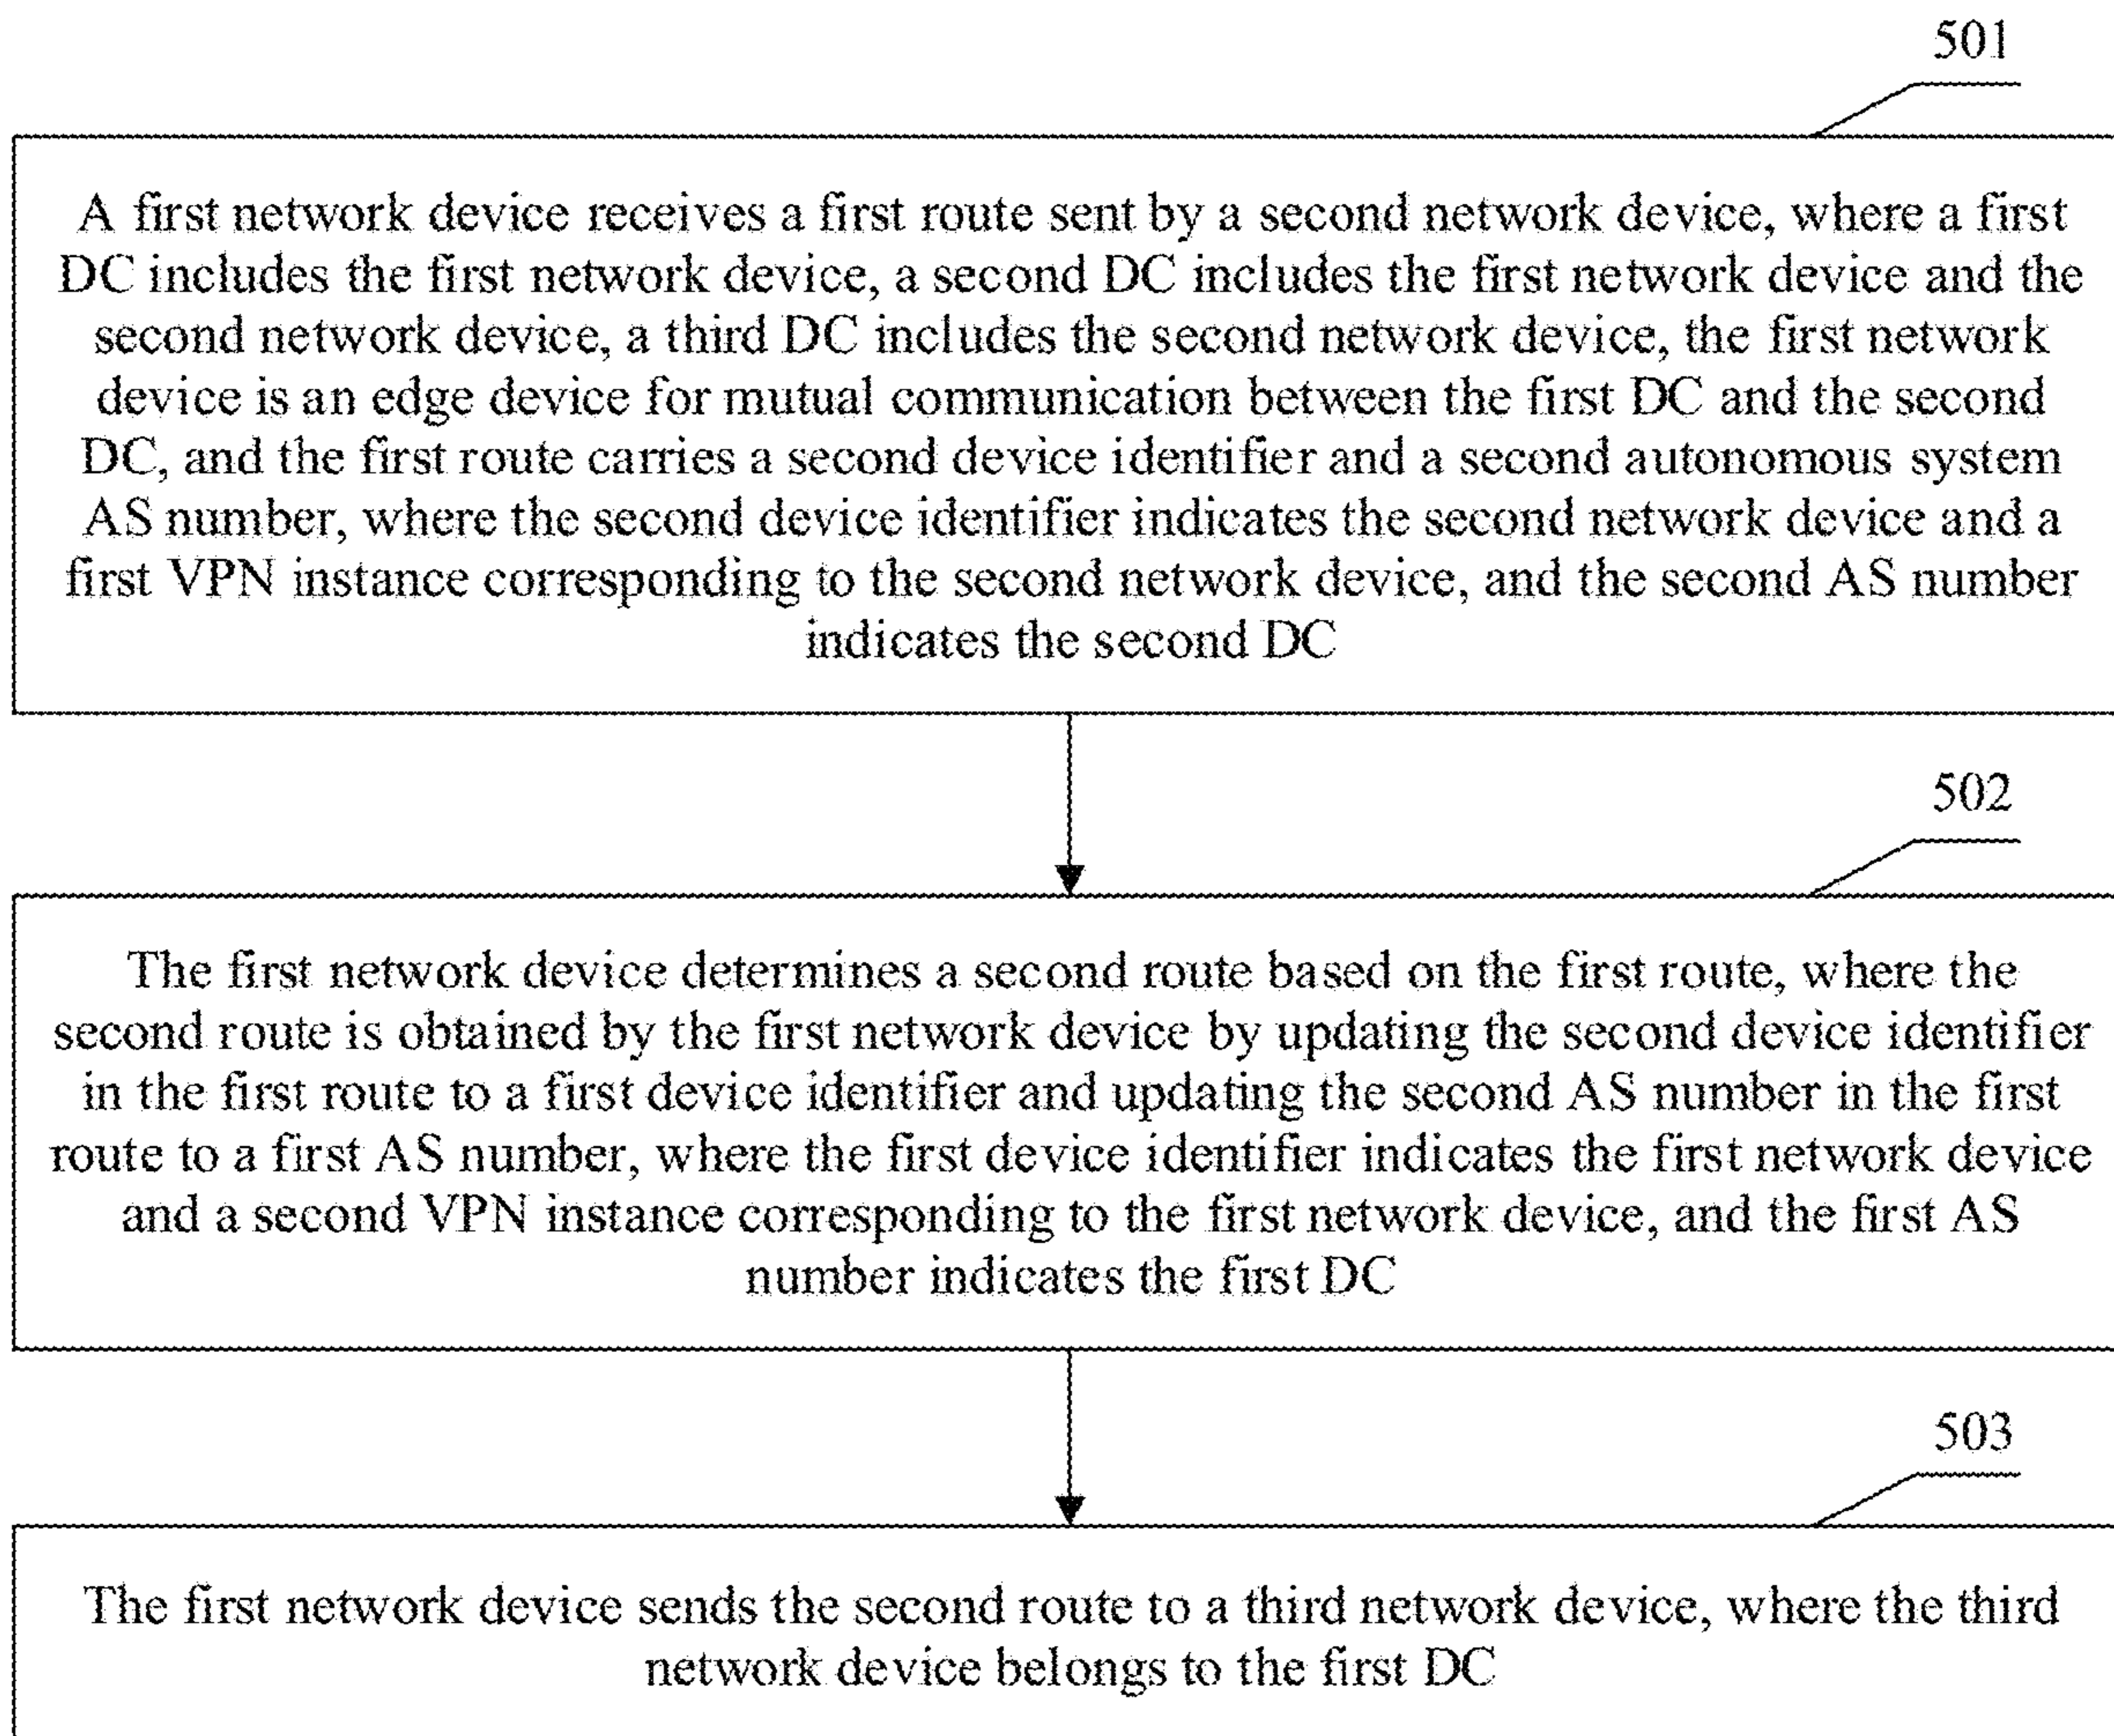 501
A first network device receives a first route sent by a second network device, where a first
DC includes the first network device, a second DC includes the first network device and the
second network device, a third DC includes the second network device, the first network
device is an edge device for mutual communication between the first DC and the second
DC, and the first route carries a second device identifier and a second autonomous system
AS number, where the second device identifier indicates the second network device and a
first VPN instance corresponding to the second network device, and the second AS number
indicates the second DC
502
The first network device determines a second route based on the first route, where the
second route is obtained by the first network device by updating the second device identifier
in the first route to a first device identifier and updating the second AS number in the first
route to a first AS number, where the first device identifier indicates the first network device
and a second VPN instance corresponding to the first network device, and the first AS
number indicates the first DC
503
The first network device sends the second route to a third network device, where the third
network device belongs to the first DC